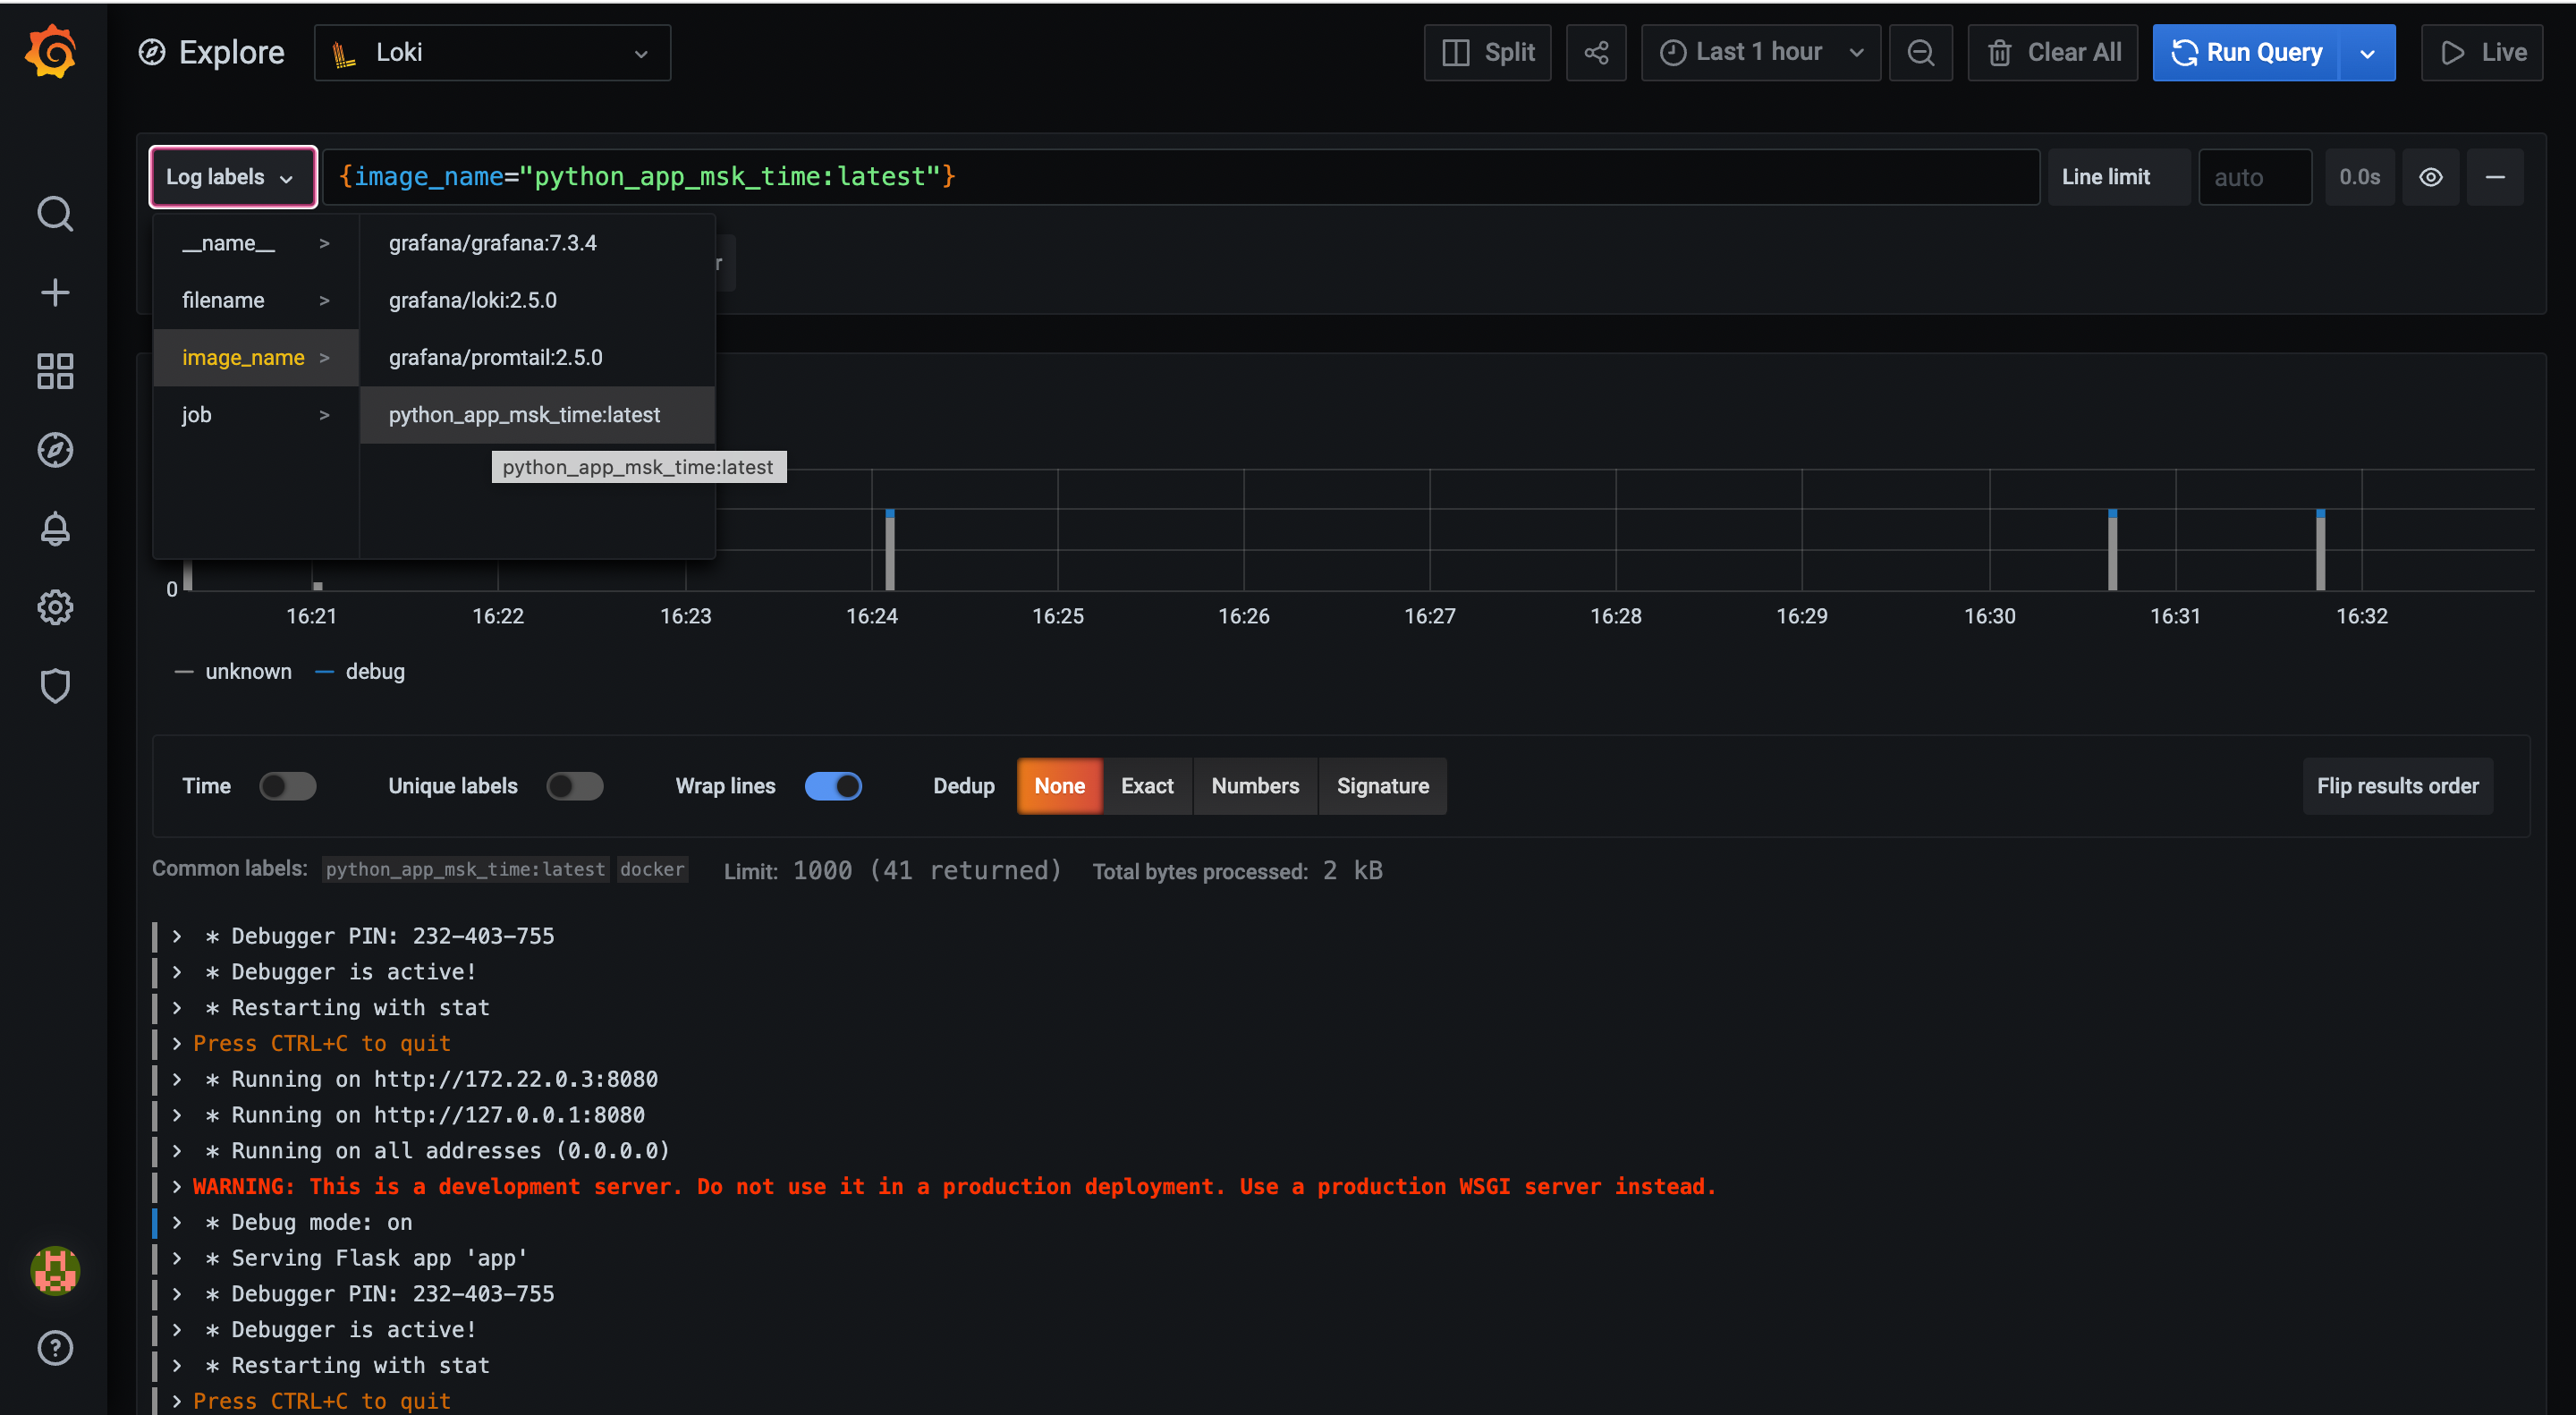 Explore Loki Split Last 1 hour Clear All Run Query Live
Log labels {image_name="python_app_msk_time:latest"} Line limit auto 0.0s
__name__ > grafana/grafana:7.3.4
r
filename > grafana/loki:2.5.0
image_name > grafana/promtail:2.5.0
job > python_app_msk_time:latest
python_app_msk_time:latest
0
16:21 16:22 16:23 16:24 16:25 16:26 16:27 16:28 16:29 16:30 16:31 16:32
unknown debug
Time Unique labels Wrap lines Dedup None Exact Numbers Signature Flip results order
Common labels: python_app_msk_time:latest docker Limit: 1000 (41 returned) Total bytes processed: 2 kB
> * Debugger PIN: 232-403-755
> * Debugger is active!
> * Restarting with stat
> Press CTRL+C to quit
> * Running on http://172.22.0.3:8080
> * Running on http://127.0.0.1:8080
> * Running on all addresses (0.0.0.0)
> WARNING: This is a development server. Do not use it in a production deployment. Use a production WSGI server instead.
> * Debug mode: on
> * Serving Flask app 'app'
> * Debugger PIN: 232-403-755
> * Debugger is active!
> * Restarting with stat
> Press CTRL+C to quit